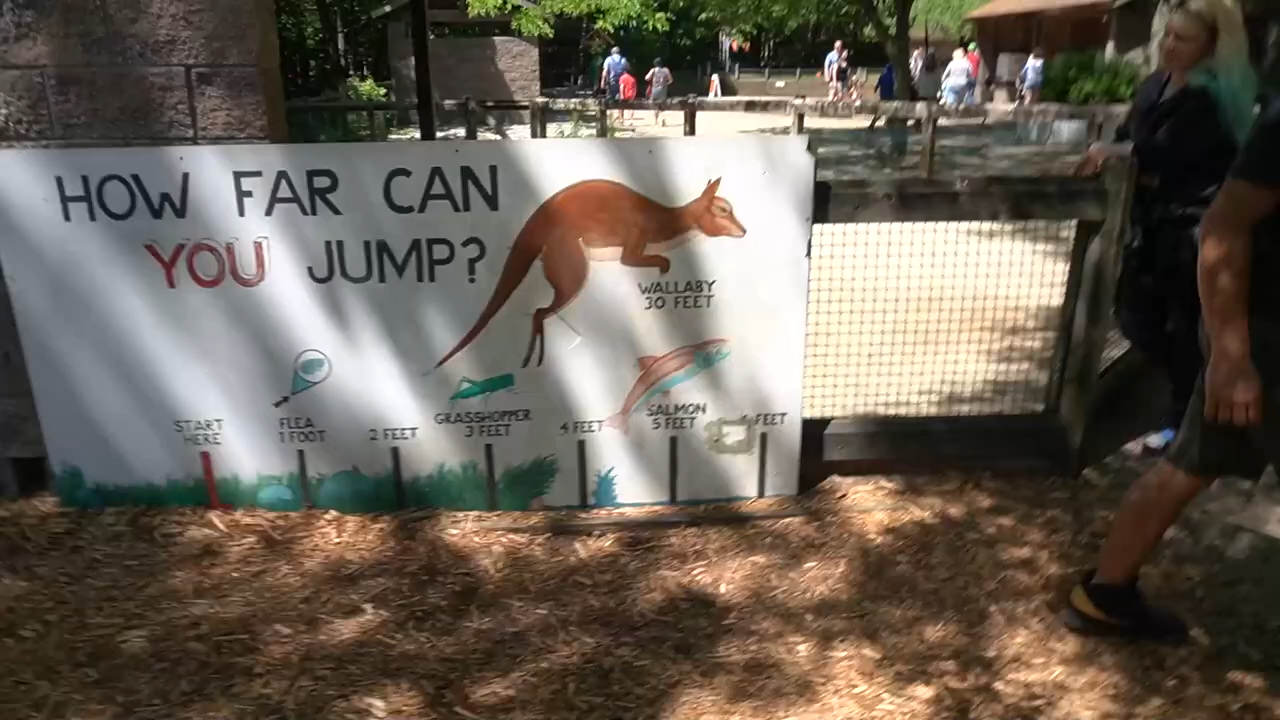 HOW FAR CAN
YOU JUMP?
WALLABY
30 FEET
START
HERE
FLEA
1 FOOT
2 FEET
GRASSHOPPER
3 FEET
4 FEET
SALMON
5 FEET
FEET